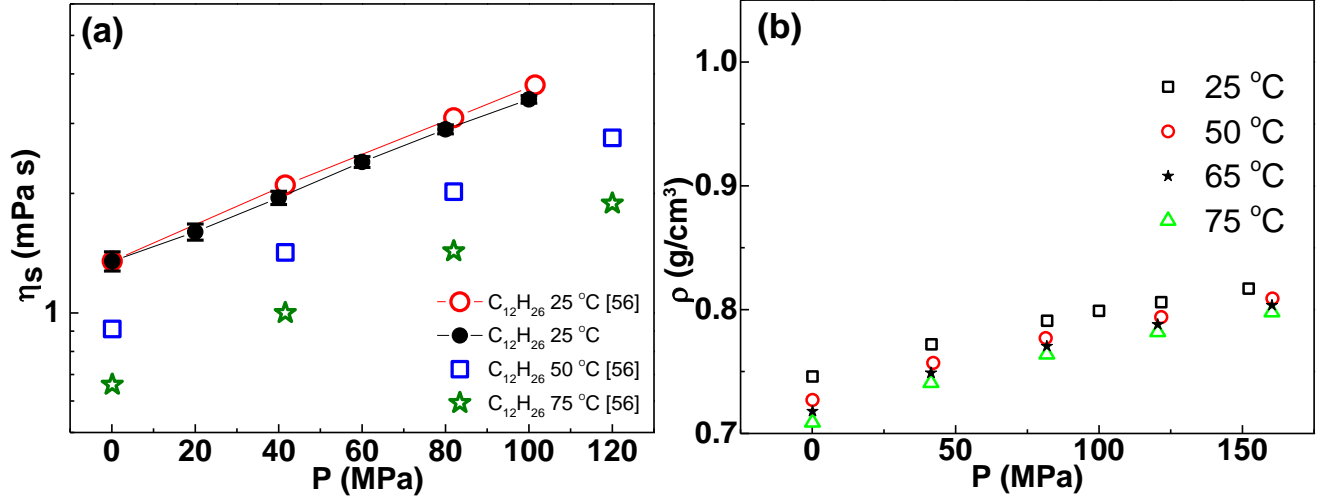 (a)
ηs (mPa s)
1
C12H26 25 °C [56]
C12H26 25 °C
C12H26 50 °C [56]
C12H26 75 °C [56]
0 20 40 60 80 100 120
P (MPa)
(b)
ρ (g/cm³)
1.0
0.9
0.8
0.7
25 °C
50 °C
65 °C
75 °C
0 50 100 150
P (MPa)